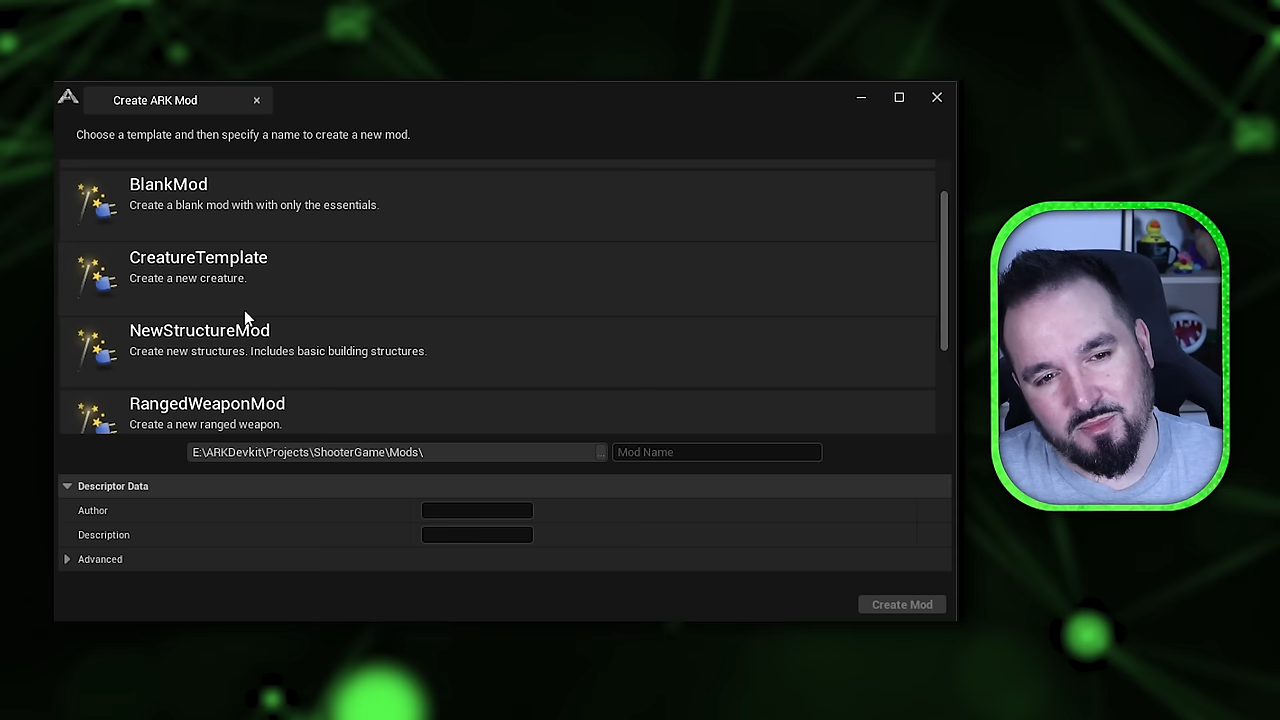 Create ARK Mod
Choose a template and then specify a name to create a new mod.
BlankMod
Create a blank mod with with only the essentials.
CreatureTemplate
Create a new creature.
NewStructureMod
Create new structures. Includes basic building structures.
RangedWeaponMod
Create a new ranged weapon.
E:\ARKDevkit\Projects\ShooterGame\Mods\ ... Mod Name
Descriptor Data
Author
Description
Advanced
Create Mod